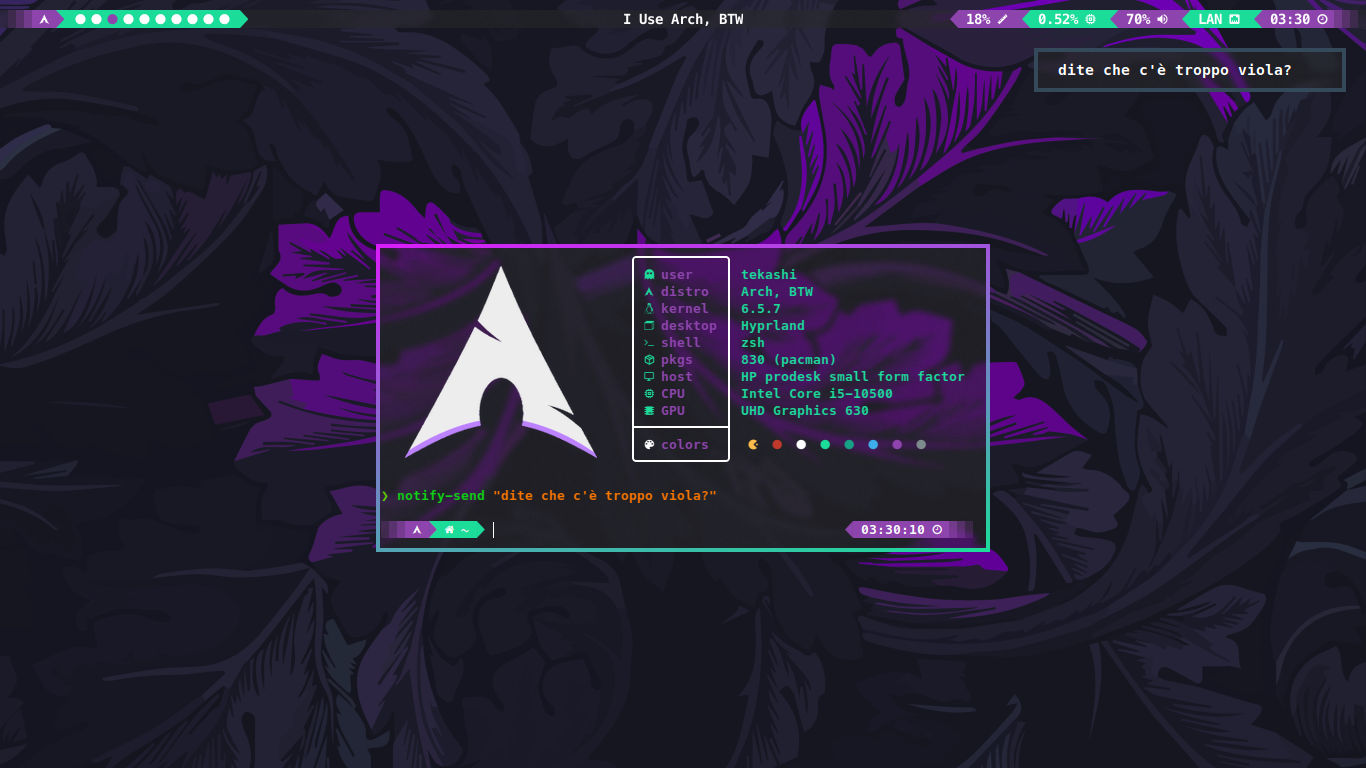 I Use Arch, BTW
18%
0.52%
70%
LAN
03:30
dite che c'è troppo viola?
user tekashi
distro Arch, BTW
kernel 6.5.7
desktop Hyprland
shell zsh
pkgs 830 (pacman)
host HP prodesk small form factor
CPU Intel Core i5-10500
GPU UHD Graphics 630
colors
❯ notify-send "dite che c'è troppo viola?"
~
03:30:10